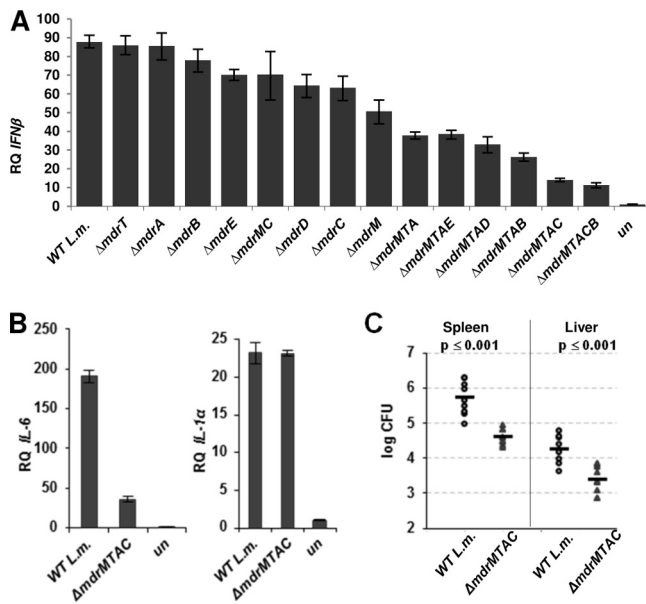 A
RQ IFNβ
100
90
80
70
60
50
40
30
20
10
0
WT L.m.
ΔmdrT
ΔmdrA
ΔmdrB
ΔmdrE
ΔmdrMC
ΔmdrD
ΔmdrC
ΔmdrM
ΔmdrMTA
ΔmdrMTAE
ΔmdrMTAD
ΔmdrMTAB
ΔmdrMTAC
ΔmdrMTACB
un
B
RQ IL-6
250
200
150
100
50
0
WT L.m.
ΔmdrMTAC
un
RQ IL-1α
25
20
15
10
5
0
WT L.m.
ΔmdrMTAC
un
C
Spleen
p ≤ 0.001
Liver
p ≤ 0.001
log CFU
7
6
5
4
3
2
WT L.m.
ΔmdrMTAC
WT L.m.
ΔmdrMTAC